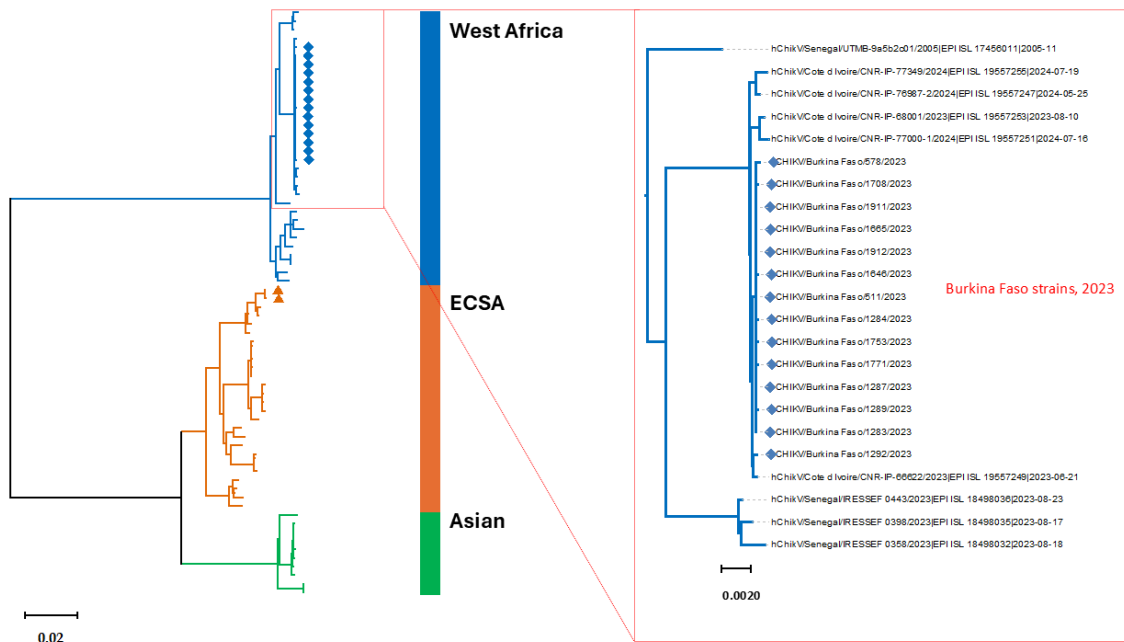 West Africa
ECSA
Asian
0.02
hChikV/Senegal/UTMB-9a5b2c01/2005|EPI ISL 17456011|2005-11
hChikV/Cote d Ivoire/CNR-IP-77349/2024|EPI ISL 19557255|2024-07-19
hChikV/Cote d Ivoire/CNR-IP-76987-2/2024|EPI ISL 19557247|2024-05-25
hChikV/Cote d Ivoire/CNR-IP-68001/2023|EPI ISL 19557253|2023-08-10
hChikV/Cote d Ivoire/CNR-IP-77000-1/2024|EPI ISL 19557251|2024-07-16
CHIKV/Burkina Faso/578/2023
CHIKV/Burkina Faso/1708/2023
CHIKV/Burkina Faso/1911/2023
CHIKV/Burkina Faso/1665/2023
CHIKV/Burkina Faso/1912/2023
CHIKV/Burkina Faso/1646/2023
CHIKV/Burkina Faso/511/2023
CHIKV/Burkina Faso/1284/2023
CHIKV/Burkina Faso/1753/2023
CHIKV/Burkina Faso/1771/2023
CHIKV/Burkina Faso/1287/2023
CHIKV/Burkina Faso/1289/2023
CHIKV/Burkina Faso/1283/2023
CHIKV/Burkina Faso/1292/2023
hChikV/Cote d Ivoire/CNR-IP-66622/2023|EPI ISL 19557249|2023-06-21
hChikV/Senegal/IRESSEF 0443/2023|EPI ISL 18498036|2023-08-23
hChikV/Senegal/IRESSEF 0398/2023|EPI ISL 18498035|2023-08-17
hChikV/Senegal/IRESSEF 0358/2023|EPI ISL 18498032|2023-08-18
Burkina Faso strains, 2023
0.0020